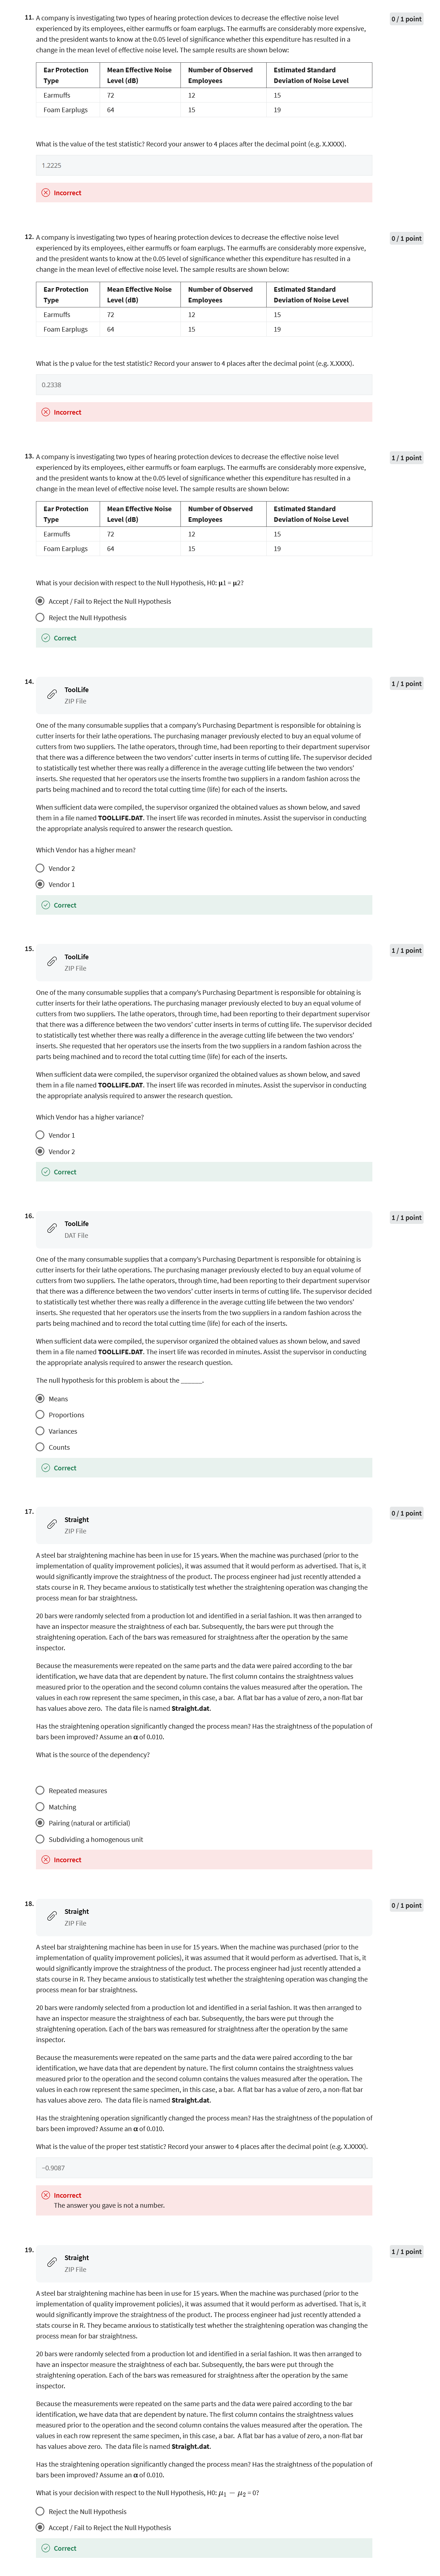 11. A company is investigating two types of hearing protection devices to decrease the effective noise level
0 / 1 point
experienced by its employees, either earmuffs or foam earplugs. The earmuffs are considerably more expensive,
and the president wants to know at the 0.05 level of significance whether this expenditure has resulted in a
change in the mean level of effective noise level. The sample results are shown below:
Ear Protection Type | Mean Effective Noise Level (dB) | Number of Observed Employees | Estimated Standard Deviation of Noise Level
Earmuffs 72 12 15
Foam Earplugs 64 15 19
What is the value of the test statistic? Record your answer to 4 places after the decimal point (e.g. X.XXXX).
1.2225
Incorrect
12. A company is investigating two types of hearing protection devices to decrease the effective noise level
0 / 1 point
experienced by its employees, either earmuffs or foam earplugs. The earmuffs are considerably more expensive,
and the president wants to know at the 0.05 level of significance whether this expenditure has resulted in a
change in the mean level of effective noise level. The sample results are shown below:
Ear Protection Type | Mean Effective Noise Level (dB) | Number of Observed Employees | Estimated Standard Deviation of Noise Level
Earmuffs 72 12 15
Foam Earplugs 64 15 19
What is the p value for the test statistic? Record your answer to 4 places after the decimal point (e.g. X.XXXX).
0.2338
Incorrect
13. A company is investigating two types of hearing protection devices to decrease the effective noise level
1 / 1 point
experienced by its employees, either earmuffs or foam earplugs. The earmuffs are considerably more expensive,
and the president wants to know at the 0.05 level of significance whether this expenditure has resulted in a
change in the mean level of effective noise level. The sample results are shown below:
Ear Protection Type | Mean Effective Noise Level (dB) | Number of Observed Employees | Estimated Standard Deviation of Noise Level
Earmuffs 72 12 15
Foam Earplugs 64 15 19
What is your decision with respect to the Null Hypothesis, H0: μ1 = μ2?
Accept / Fail to Reject the Null Hypothesis
Reject the Null Hypothesis
Correct
14.
ToolLife
ZIP File
1 / 1 point
One of the many consumable supplies that a company's Purchasing Department is responsible for obtaining is
cutter inserts for their lathe operations. The purchasing manager previously elected to buy an equal volume of
cutters from two suppliers. The lathe operators, through time, had been reporting to their department supervisor
that there was a difference between the two vendors' cutter inserts in terms of cutting life. The supervisor decided
to statistically test whether there was really a difference in the average cutting life between the two vendors'
inserts. She requested that her operators use the inserts fromthe two suppliers in a random fashion across the
parts being machined and to record the total cutting time (life) for each of the inserts.
When sufficient data were compiled, the supervisor organized the obtained values as shown below, and saved
them in a file named TOOLLIFE.DAT. The insert life was recorded in minutes. Assist the supervisor in conducting
the appropriate analysis required to answer the research question.
Which Vendor has a higher mean?
Vendor 2
Vendor 1
Correct
15.
ToolLife
ZIP File
1 / 1 point
One of the many consumable supplies that a company's Purchasing Department is responsible for obtaining is
cutter inserts for their lathe operations. The purchasing manager previously elected to buy an equal volume of
cutters from two suppliers. The lathe operators, through time, had been reporting to their department supervisor
that there was a difference between the two vendors' cutter inserts in terms of cutting life. The supervisor decided
to statistically test whether there was really a difference in the average cutting life between the two vendors'
inserts. She requested that her operators use the inserts from the two suppliers in a random fashion across the
parts being machined and to record the total cutting time (life) for each of the inserts.
When sufficient data were compiled, the supervisor organized the obtained values as shown below, and saved
them in a file named TOOLLIFE.DAT. The insert life was recorded in minutes. Assist the supervisor in conducting
the appropriate analysis required to answer the research question.
Which Vendor has a higher variance?
Vendor 1
Vendor 2
Correct
16.
ToolLife
DAT File
1 / 1 point
One of the many consumable supplies that a company's Purchasing Department is responsible for obtaining is
cutter inserts for their lathe operations. The purchasing manager previously elected to buy an equal volume of
cutters from two suppliers. The lathe operators, through time, had been reporting to their department supervisor
that there was a difference between the two vendors' cutter inserts in terms of cutting life. The supervisor decided
to statistically test whether there was really a difference in the average cutting life between the two vendors'
inserts. She requested that her operators use the inserts from the two suppliers in a random fashion across the
parts being machined and to record the total cutting time (life) for each of the inserts.
When sufficient data were compiled, the supervisor organized the obtained values as shown below, and saved
them in a file named TOOLLIFE.DAT. The insert life was recorded in minutes. Assist the supervisor in conducting
the appropriate analysis required to answer the research question.
The null hypothesis for this problem is about the ______.
Means
Proportions
Variances
Counts
Correct
17.
Straight
ZIP File
0 / 1 point
A steel bar straightening machine has been in use for 15 years. When the machine was purchased (prior to the
implementation of quality improvement policies), it was assumed that it would perform as advertised. That is, it
would significantly improve the straightness of the product. The process engineer had just recently attended a
stats course in R. They became anxious to statistically test whether the straightening operation was changing the
process mean for bar straightness.
20 bars were randomly selected from a production lot and identified in a serial fashion. It was then arranged to
have an inspector measure the straightness of each bar. Subsequently, the bars were put through the
straightening operation. Each of the bars was remeasured for straightness after the operation by the same
inspector.
Because the measurements were repeated on the same parts and the data were paired according to the bar
identification, we have data that are dependent by nature. The first column contains the straightness values
measured prior to the operation and the second column contains the values measured after the operation. The
values in each row represent the same specimen, in this case, a bar. A flat bar has a value of zero, a non-flat bar
has values above zero. The data file is named Straight.dat.
Has the straightening operation significantly changed the process mean? Has the straightness of the population of
bars been improved? Assume an α of 0.010.
What is the source of the dependency?
Repeated measures
Matching
Pairing (natural or artificial)
Subdividing a homogenous unit
Incorrect
18.
Straight
ZIP File
0 / 1 point
A steel bar straightening machine has been in use for 15 years. When the machine was purchased (prior to the
implementation of quality improvement policies), it was assumed that it would perform as advertised. That is, it
would significantly improve the straightness of the product. The process engineer had just recently attended a
stats course in R. They became anxious to statistically test whether the straightening operation was changing the
process mean for bar straightness.
20 bars were randomly selected from a production lot and identified in a serial fashion. It was then arranged to
have an inspector measure the straightness of each bar. Subsequently, the bars were put through the
straightening operation. Each of the bars was remeasured for straightness after the operation by the same
inspector.
Because the measurements were repeated on the same parts and the data were paired according to the bar
identification, we have data that are dependent by nature. The first column contains the straightness values
measured prior to the operation and the second column contains the values measured after the operation. The
values in each row represent the same specimen, in this case, a bar. A flat bar has a value of zero, a non-flat bar
has values above zero. The data file is named Straight.dat.
Has the straightening operation significantly changed the process mean? Has the straightness of the population of
bars been improved? Assume an α of 0.010.
What is the value of the proper test statistic? Record your answer to 4 places after the decimal point (e.g. X.XXXX).
−0.9087
Incorrect
The answer you gave is not a number.
19.
Straight
ZIP File
1 / 1 point
A steel bar straightening machine has been in use for 15 years. When the machine was purchased (prior to the
implementation of quality improvement policies), it was assumed that it would perform as advertised. That is, it
would significantly improve the straightness of the product. The process engineer had just recently attended a
stats course in R. They became anxious to statistically test whether the straightening operation was changing the
process mean for bar straightness.
20 bars were randomly selected from a production lot and identified in a serial fashion. It was then arranged to
have an inspector measure the straightness of each bar. Subsequently, the bars were put through the
straightening operation. Each of the bars was remeasured for straightness after the operation by the same
inspector.
Because the measurements were repeated on the same parts and the data were paired according to the bar
identification, we have data that are dependent by nature. The first column contains the straightness values
measured prior to the operation and the second column contains the values measured after the operation. The
values in each row represent the same specimen, in this case, a bar. A flat bar has a value of zero, a non-flat bar
has values above zero. The data file is named Straight.dat.
Has the straightening operation significantly changed the process mean? Has the straightness of the population of
bars been improved? Assume an α of 0.010.
What is your decision with respect to the Null Hypothesis, H0: μ₁ − μ₂ = 0?
Reject the Null Hypothesis
Accept / Fail to Reject the Null Hypothesis
Correct